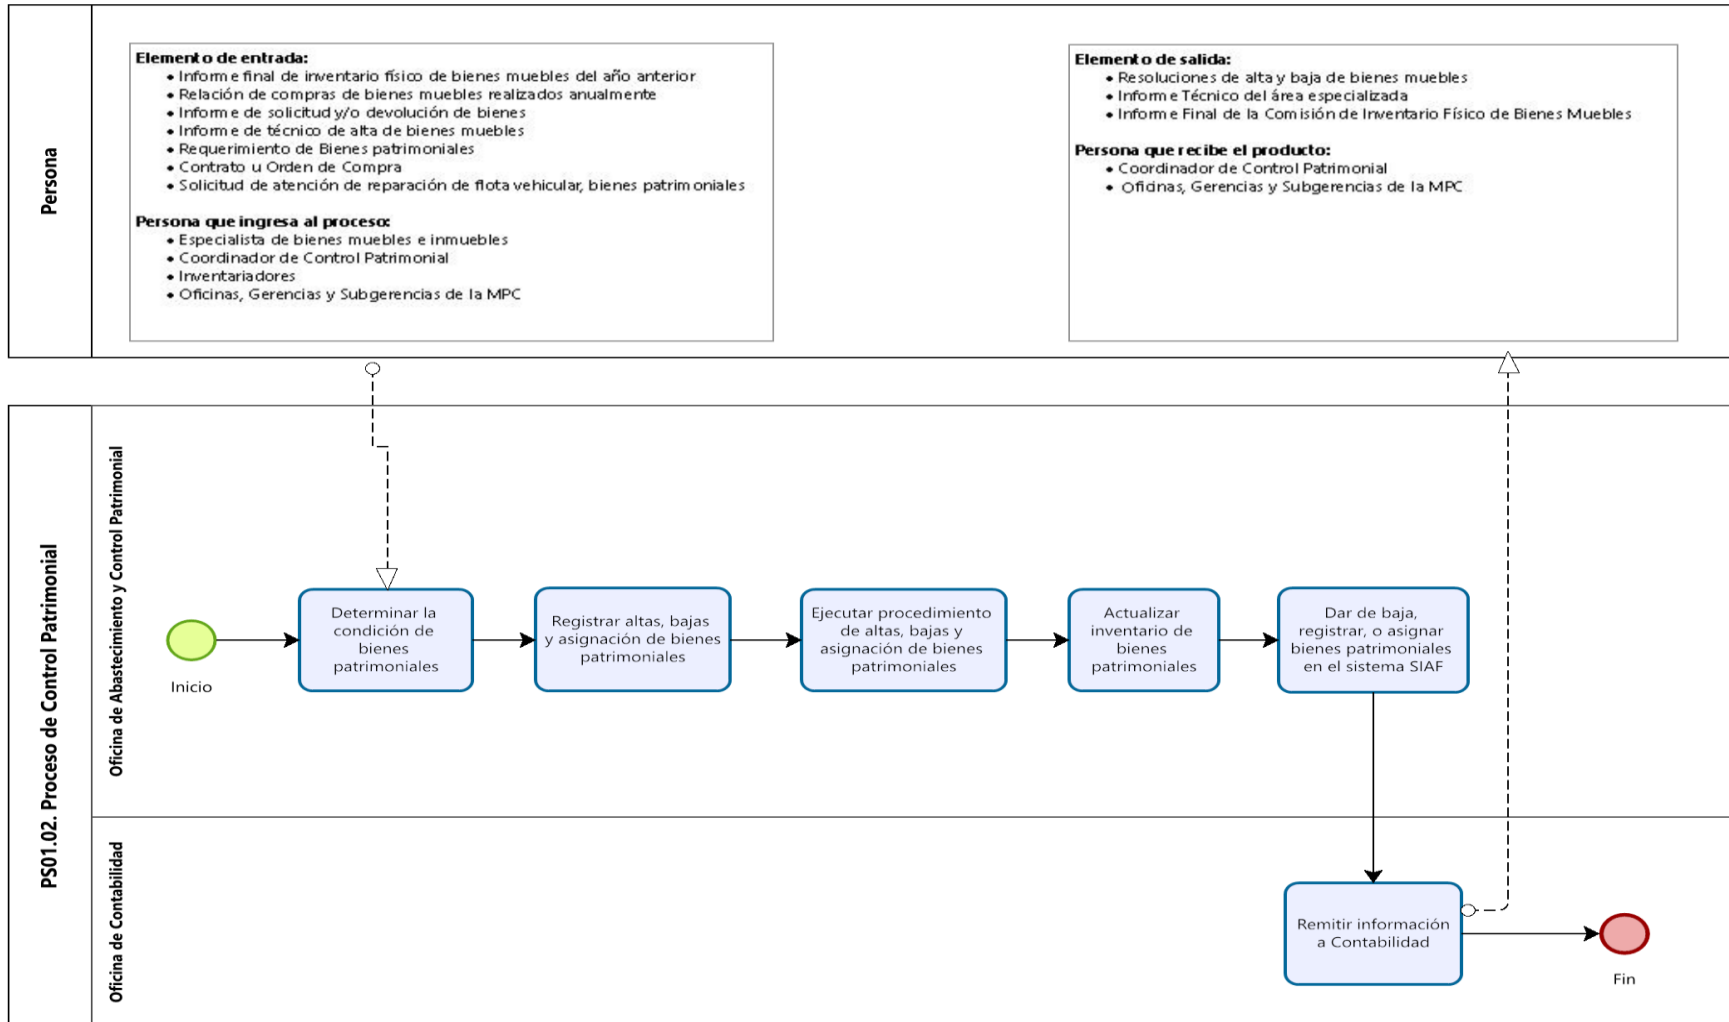 Persona
Elemento de entrada:
• Informe final de inventario físico de bienes muebles del año anterior
• Relación de compras de bienes muebles realizados anualmente
• Informe de solicitud y/o devolución de bienes
• Informe de técnico de alta de bienes muebles
• Requerimiento de Bienes patrimoniales
• Contrato u Orden de Compra
• Solicitud de atención de reparación de flota vehicular, bienes patrimoniales
Persona que ingresa al proceso:
• Especialista de bienes muebles e inmuebles
• Coordinador de Control Patrimonial
• Inventariadores
• Oficinas, Gerencias y Subgerencias de la MPC
Elemento de salida:
• Resoluciones de alta y baja de bienes muebles
• Informe Técnico del área especializada
• Informe Final de la Comisión de Inventario Físico de Bienes Muebles
Persona que recibe el producto:
• Coordinador de Control Patrimonial
• Oficinas, Gerencias y Subgerencias de la MPC
PS01.02. Proceso de Control Patrimonial
Oficina de Abastecimiento y Control Patrimonial
Inicio
Determinar la
condición de
bienes
patrimoniales
Registrar altas, bajas
y asignación de bienes
patrimoniales
Ejecutar procedimiento
de altas, bajas y
asignación de bienes
patrimoniales
Actualizar
inventario de
bienes
patrimoniales
Dar de baja,
registrar, o asignar
bienes patrimoniales
en el sistema SIAF
Oficina de Contabilidad
Remitir información
a Contabilidad
Fin